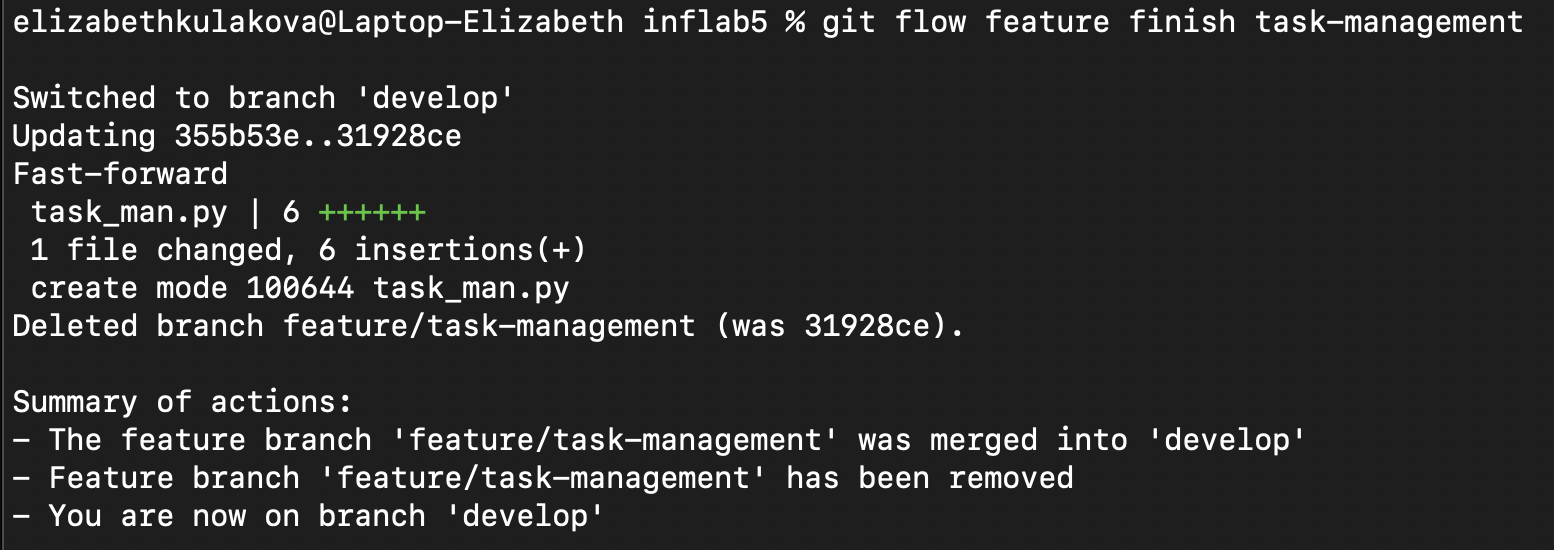 elizabethkulakova@Laptop-Elizabeth inflab5 % git flow feature finish task-management
Switched to branch 'develop'
Updating 355b53e..31928ce
Fast-forward
 task_man.py | 6 ++++++
 1 file changed, 6 insertions(+)
 create mode 100644 task_man.py
Deleted branch feature/task-management (was 31928ce).
Summary of actions:
- The feature branch 'feature/task-management' was merged into 'develop'
- Feature branch 'feature/task-management' has been removed
- You are now on branch 'develop'